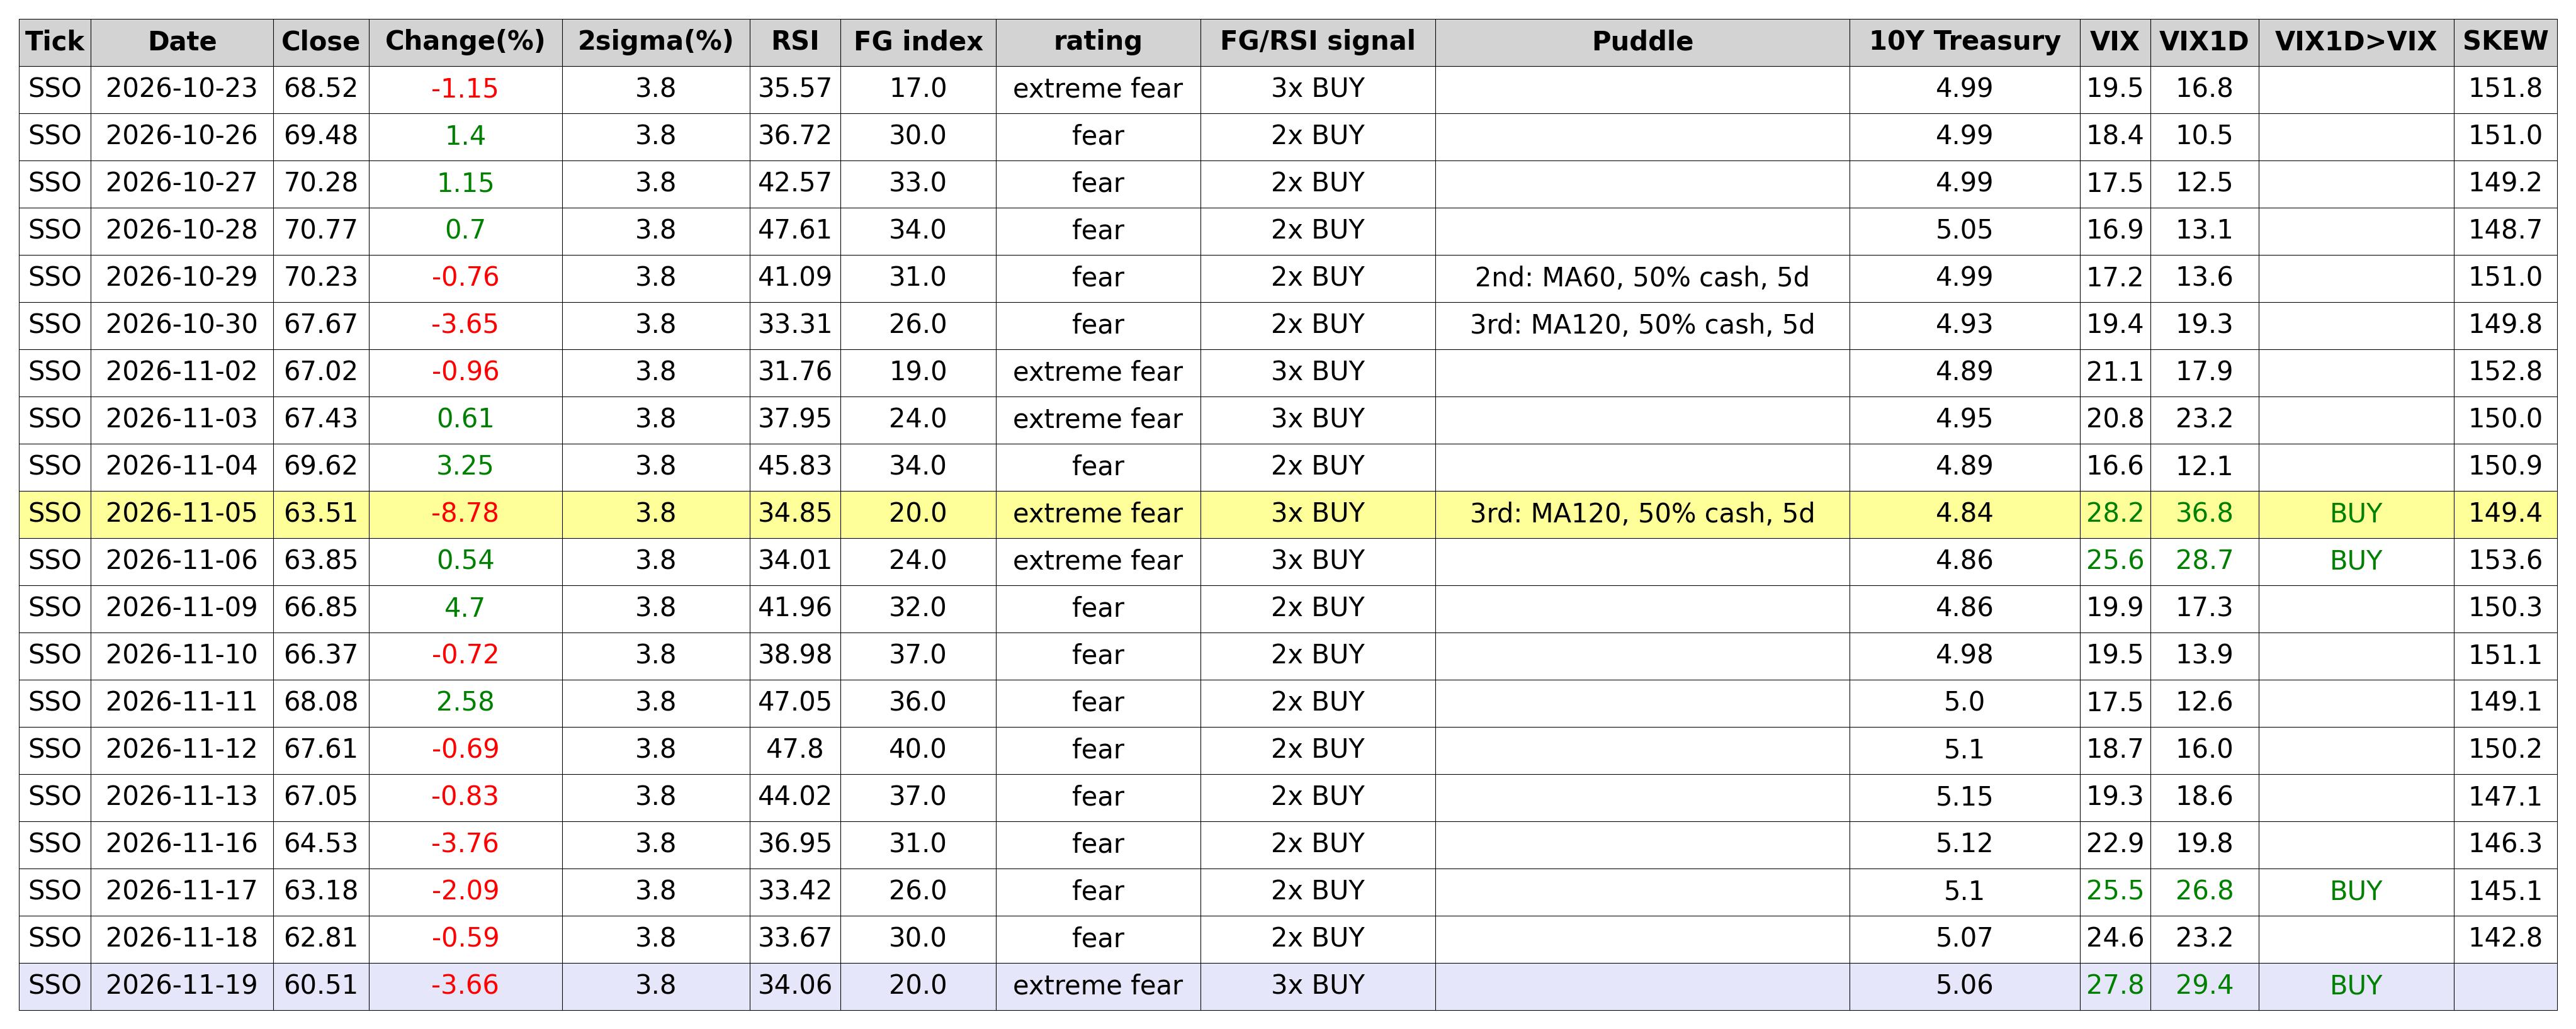 Tick Date Close Change(%) 2sigma(%) RSI FG index rating FG/RSI signal Puddle 10Y Treasury VIX VIX1D VIX1D>VIX SKEW
SSO 2026-10-23 68.52 -1.15 3.8 35.57 17.0 extreme fear 3x BUY 4.99 19.5 16.8 151.8
SSO 2026-10-26 69.48 1.4 3.8 36.72 30.0 fear 2x BUY 4.99 18.4 10.5 151.0
SSO 2026-10-27 70.28 1.15 3.8 42.57 33.0 fear 2x BUY 4.99 17.5 12.5 149.2
SSO 2026-10-28 70.77 0.7 3.8 47.61 34.0 fear 2x BUY 5.05 16.9 13.1 148.7
SSO 2026-10-29 70.23 -0.76 3.8 41.09 31.0 fear 2x BUY 2nd: MA60, 50% cash, 5d 4.99 17.2 13.6 151.0
SSO 2026-10-30 67.67 -3.65 3.8 33.31 26.0 fear 2x BUY 3rd: MA120, 50% cash, 5d 4.93 19.4 19.3 149.8
SSO 2026-11-02 67.02 -0.96 3.8 31.76 19.0 extreme fear 3x BUY 4.89 21.1 17.9 152.8
SSO 2026-11-03 67.43 0.61 3.8 37.95 24.0 extreme fear 3x BUY 4.95 20.8 23.2 150.0
SSO 2026-11-04 69.62 3.25 3.8 45.83 34.0 fear 2x BUY 4.89 16.6 12.1 150.9
SSO 2026-11-05 63.51 -8.78 3.8 34.85 20.0 extreme fear 3x BUY 3rd: MA120, 50% cash, 5d 4.84 28.2 36.8 BUY 149.4
SSO 2026-11-06 63.85 0.54 3.8 34.01 24.0 extreme fear 3x BUY 4.86 25.6 28.7 BUY 153.6
SSO 2026-11-09 66.85 4.7 3.8 41.96 32.0 fear 2x BUY 4.86 19.9 17.3 150.3
SSO 2026-11-10 66.37 -0.72 3.8 38.98 37.0 fear 2x BUY 4.98 19.5 13.9 151.1
SSO 2026-11-11 68.08 2.58 3.8 47.05 36.0 fear 2x BUY 5.0 17.5 12.6 149.1
SSO 2026-11-12 67.61 -0.69 3.8 47.8 40.0 fear 2x BUY 5.1 18.7 16.0 150.2
SSO 2026-11-13 67.05 -0.83 3.8 44.02 37.0 fear 2x BUY 5.15 19.3 18.6 147.1
SSO 2026-11-16 64.53 -3.76 3.8 36.95 31.0 fear 2x BUY 5.12 22.9 19.8 146.3
SSO 2026-11-17 63.18 -2.09 3.8 33.42 26.0 fear 2x BUY 5.1 25.5 26.8 BUY 145.1
SSO 2026-11-18 62.81 -0.59 3.8 33.67 30.0 fear 2x BUY 5.07 24.6 23.2 142.8
SSO 2026-11-19 60.51 -3.66 3.8 34.06 20.0 extreme fear 3x BUY 5.06 27.8 29.4 BUY